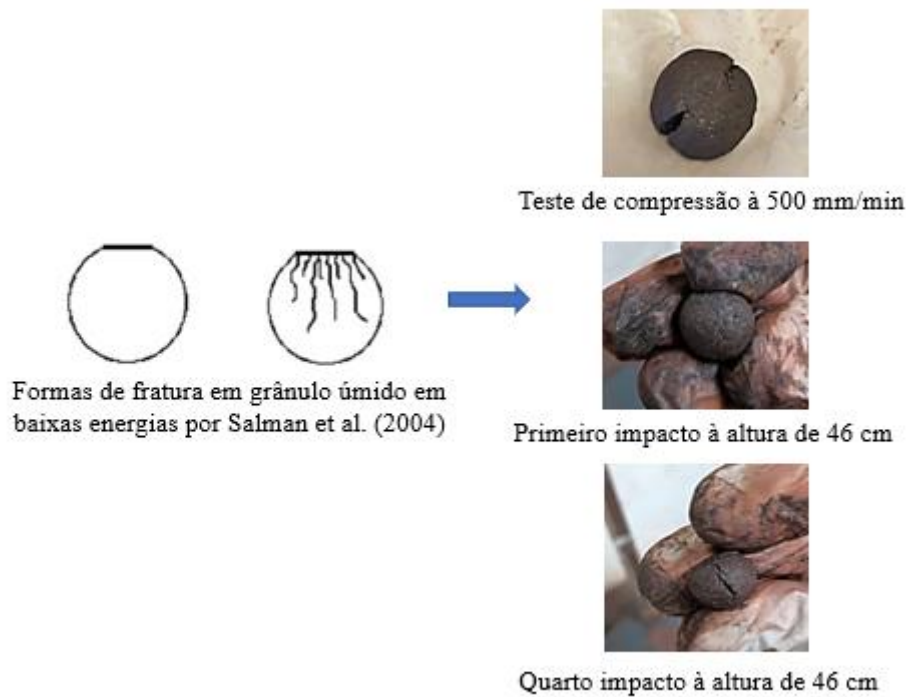 Teste de compressão à 500 mm/min
Formas de fratura em grânulo úmido em
baixas energias por Salman et al. (2004)
Primeiro impacto à altura de 46 cm
Quarto impacto à altura de 46 cm